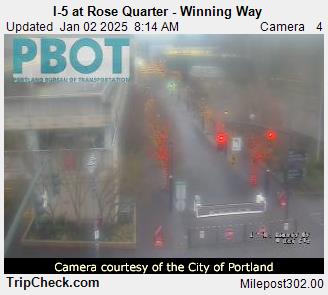 I-5 at Rose Quarter - Winning Way
Updated Jan 02 2025 8:14 AM Camera 4
PBOT
PORTLAND BUREAU OF TRANSPORTATION
Camera courtesy of the City of Portland
TripCheck.com Milepost302.00